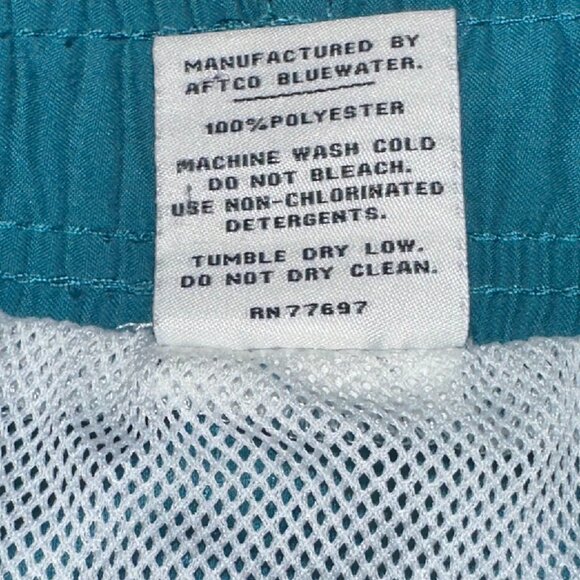 MANUFACTURED BY
AFTCO BLUEWATER.
100%POLYESTER
MACHINE WASH COLD
DO NOT BLEACH.
USE NON-CHLORINATED
DETERGENTS.
TUMBLE DRY LOW.
DO NOT DRY CLEAN.
RN77697